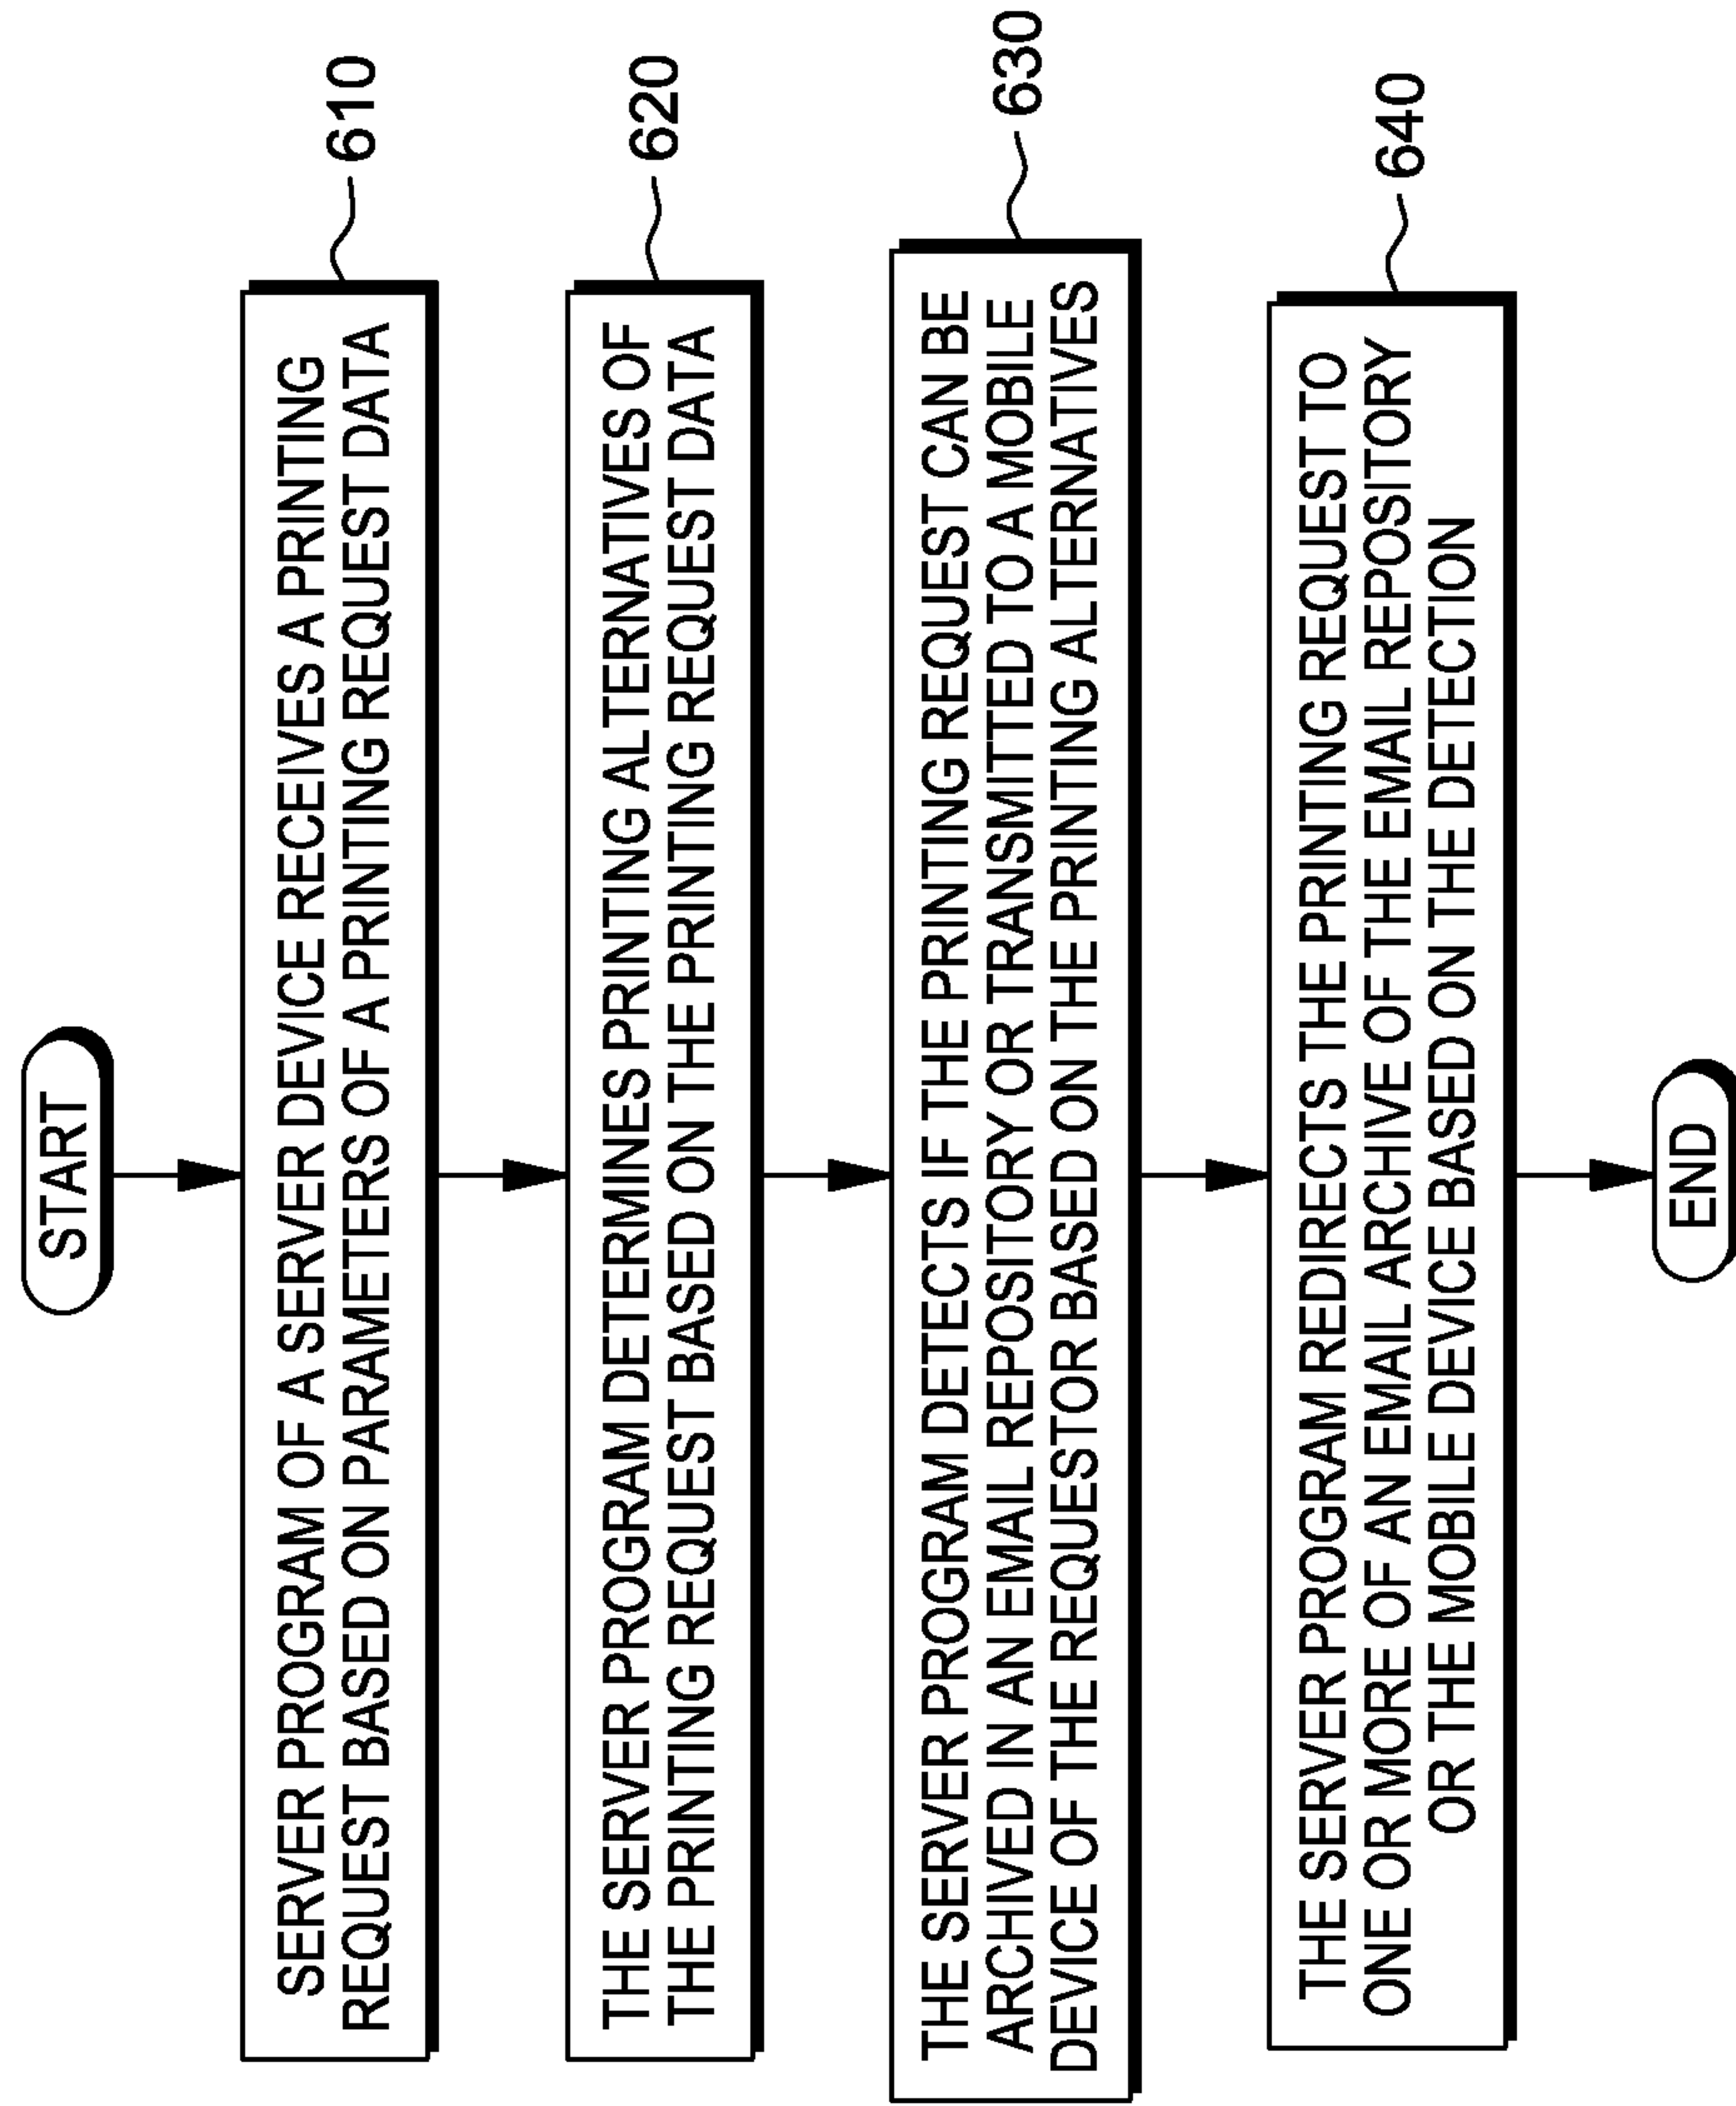 START
SERVER PROGRAM OF A SERVER DEVICE RECEIVES A PRINTING
REQUEST BASED ON PARAMETERS OF A PRINTING REQUEST DATA
610
THE SERVER PROGRAM DETERMINES PRINTING ALTERNATIVES OF
THE PRINTING REQUEST BASED ON THE PRINTING REQUEST DATA
620
THE SERVER PROGRAM DETECTS IF THE PRINTING REQUEST CAN BE
ARCHIVED IN AN EMAIL REPOSITORY OR TRANSMITTED TO A MOBILE
DEVICE OF THE REQUESTOR BASED ON THE PRINTING ALTERNATIVES
630
THE SERVER PROGRAM REDIRECTS THE PRINTING REQUEST TO
ONE OR MORE OF AN EMAIL ARCHIVE OF THE EMAIL REPOSITORY
OR THE MOBILE DEVICE BASED ON THE DETECTION
640
END